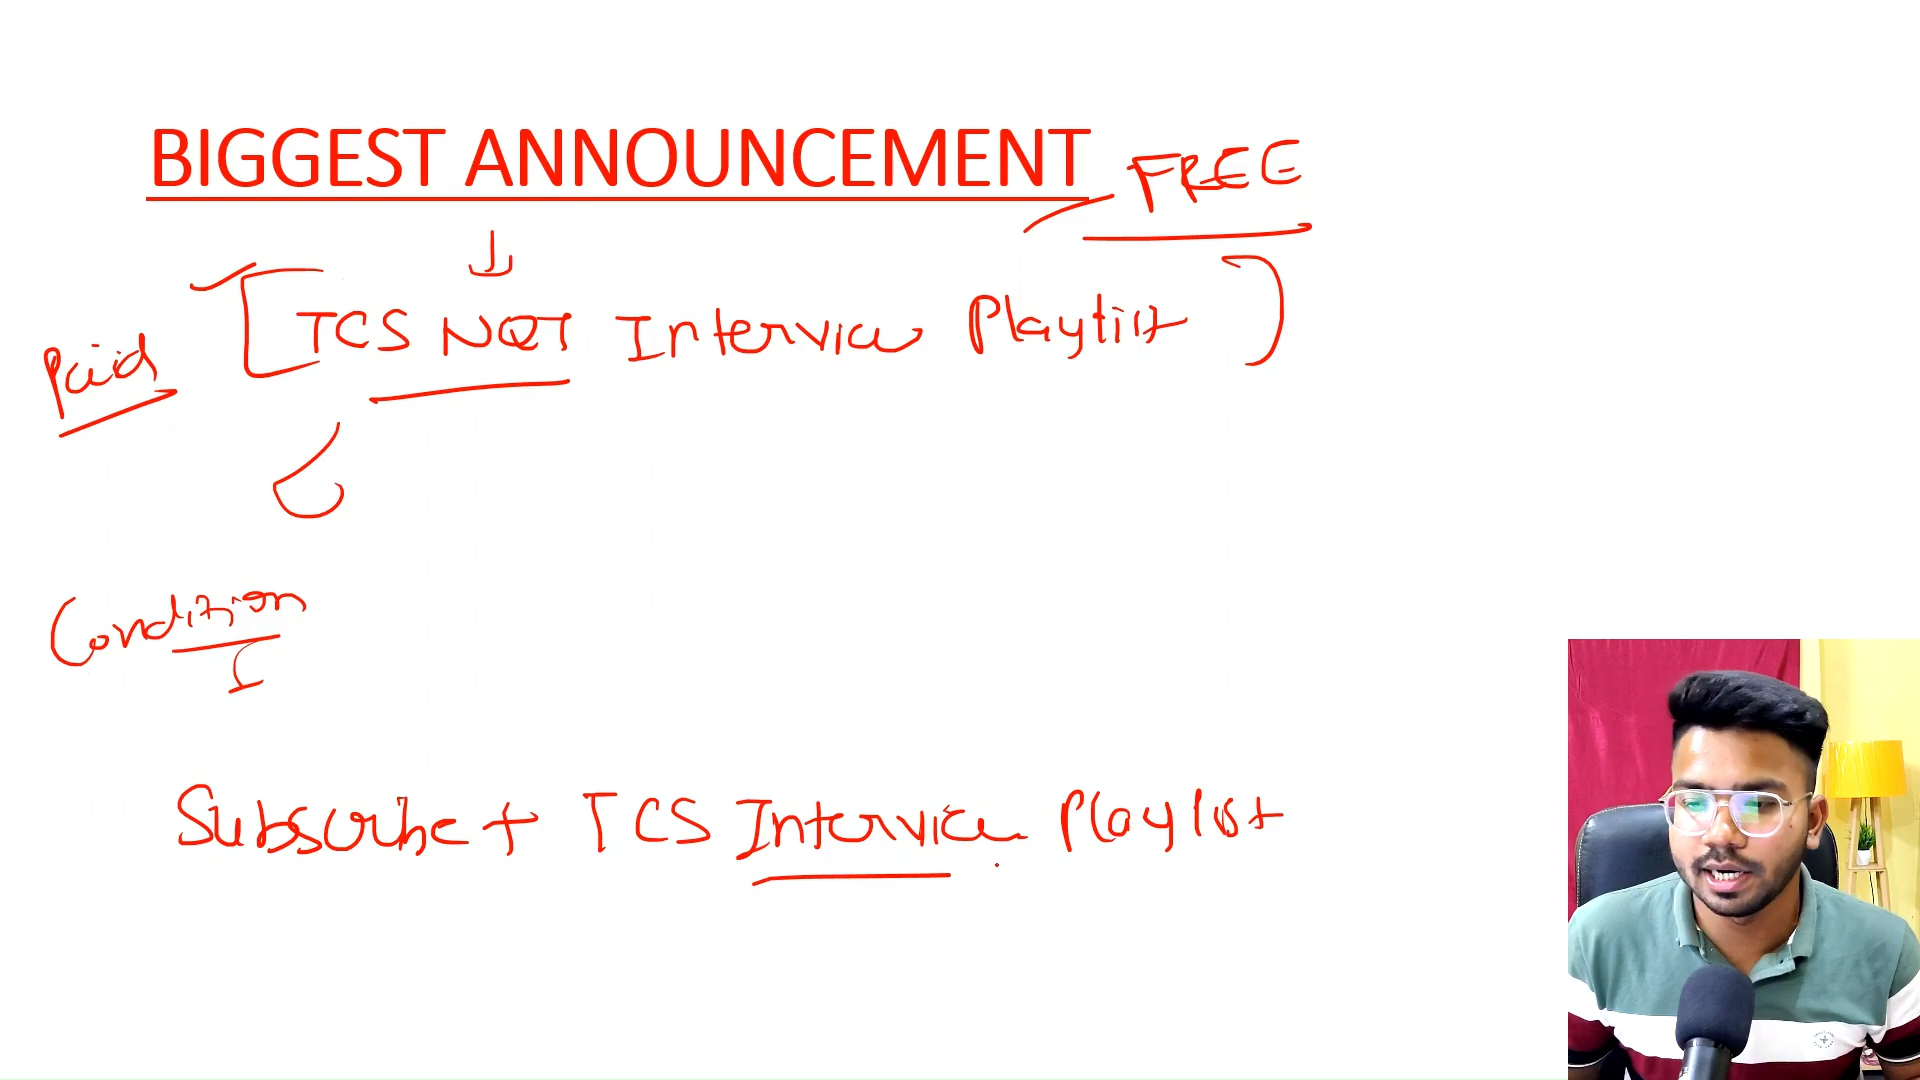 BIGGEST ANNOUNCEMENT FREE
Paid [TCS NQT Interview Playlist]
Condition
Subscribe + TCS Interview Playlist